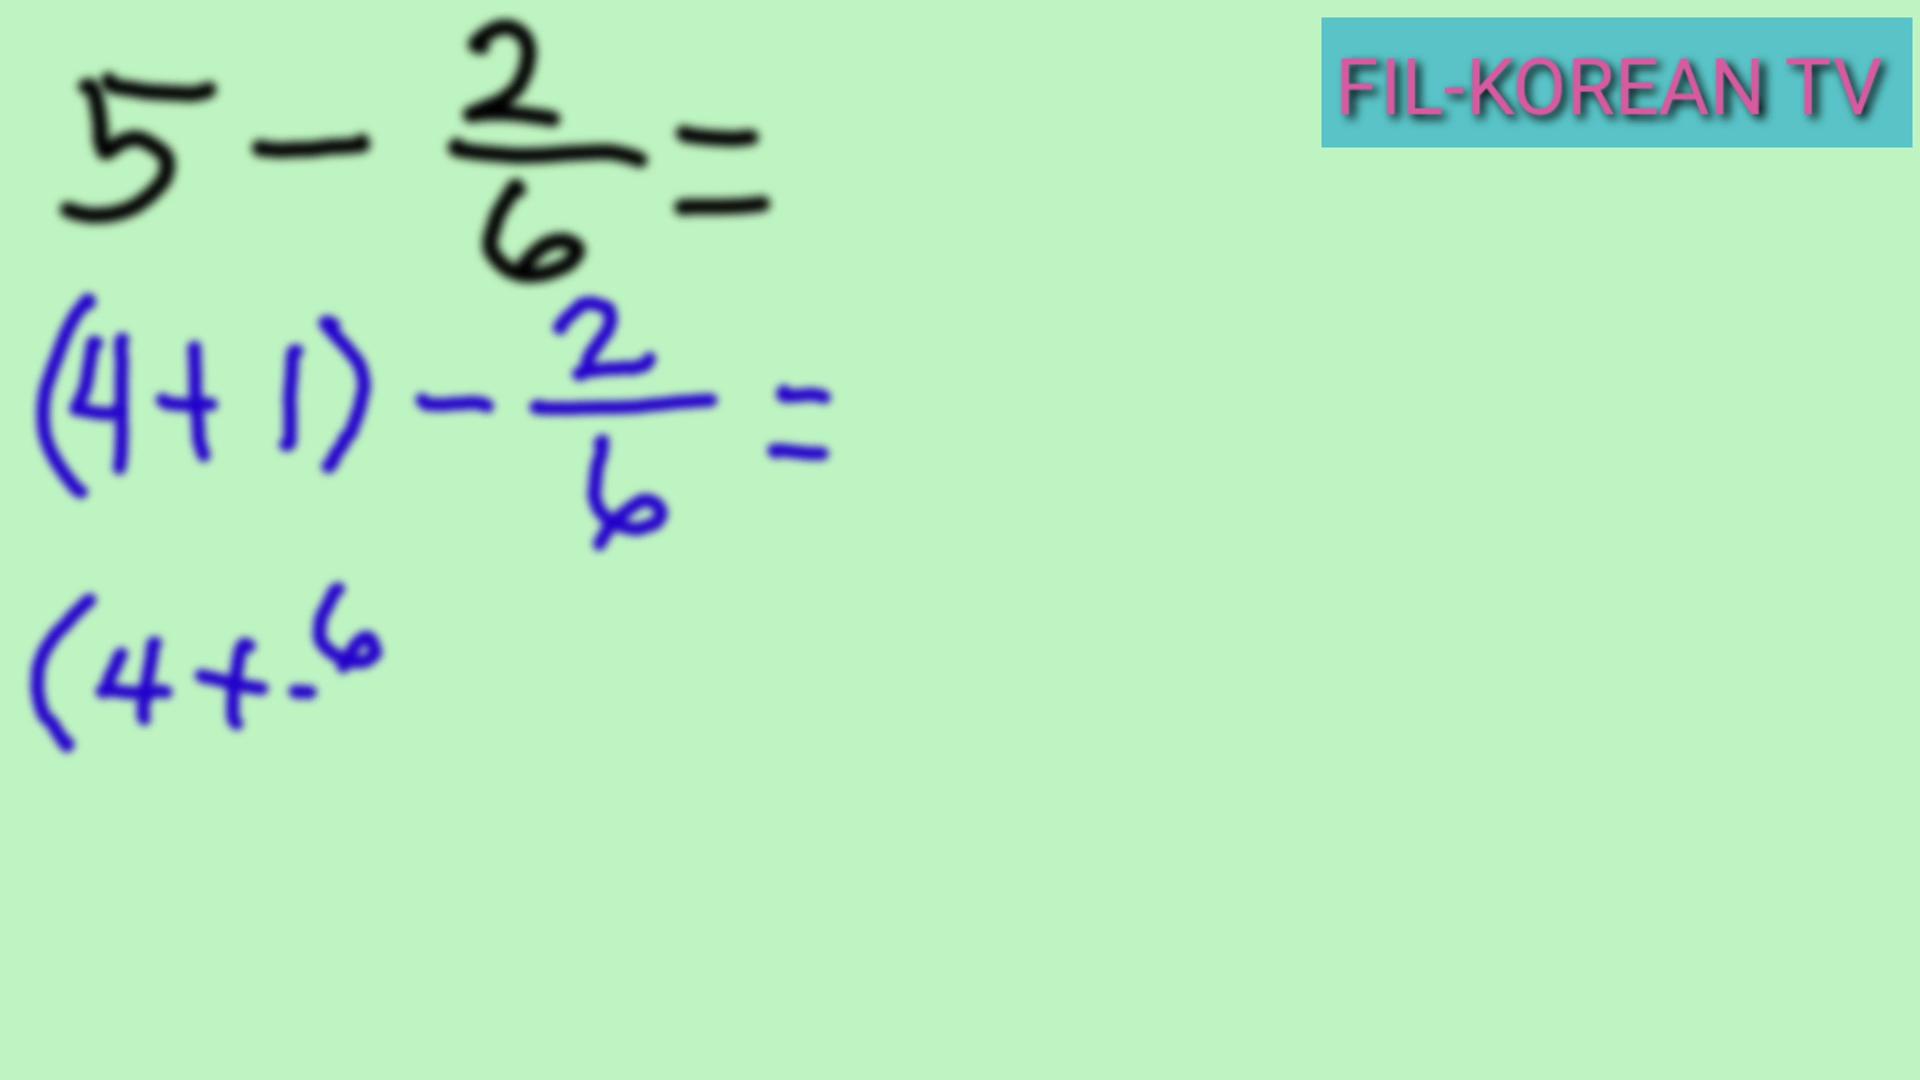 5 - 2/6 =
FIL-KOREAN TV
(4 + 1) - 2/6 =
(4 + - 6